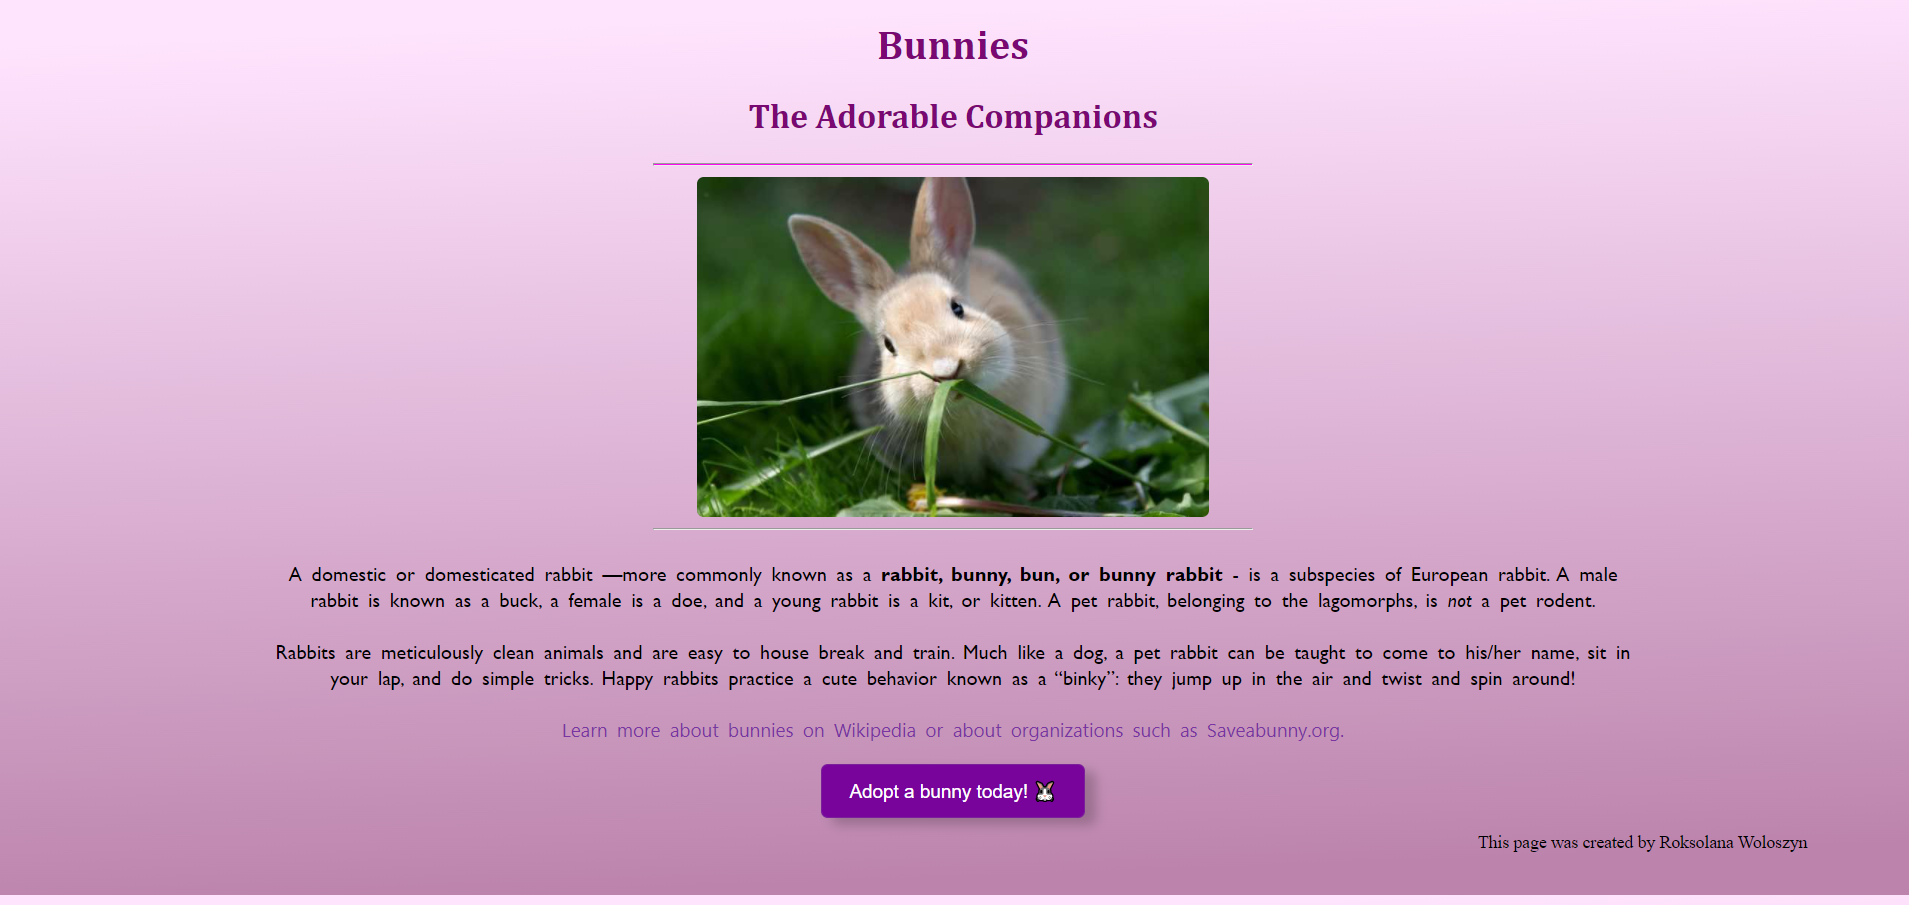 Bunnies
The Adorable Companions
A domestic or domesticated rabbit —more commonly known as a rabbit, bunny, bun, or bunny rabbit - is a subspecies of European rabbit. A male
rabbit is known as a buck, a female is a doe, and a young rabbit is a kit, or kitten. A pet rabbit, belonging to the lagomorphs, is not a pet rodent.
Rabbits are meticulously clean animals and are easy to house break and train. Much like a dog, a pet rabbit can be taught to come to his/her name, sit in
your lap, and do simple tricks. Happy rabbits practice a cute behavior known as a “binky”: they jump up in the air and twist and spin around!
Learn more about bunnies on Wikipedia or about organizations such as Saveabunny.org.
Adopt a bunny today! 🐰
This page was created by Roksolana Woloszyn